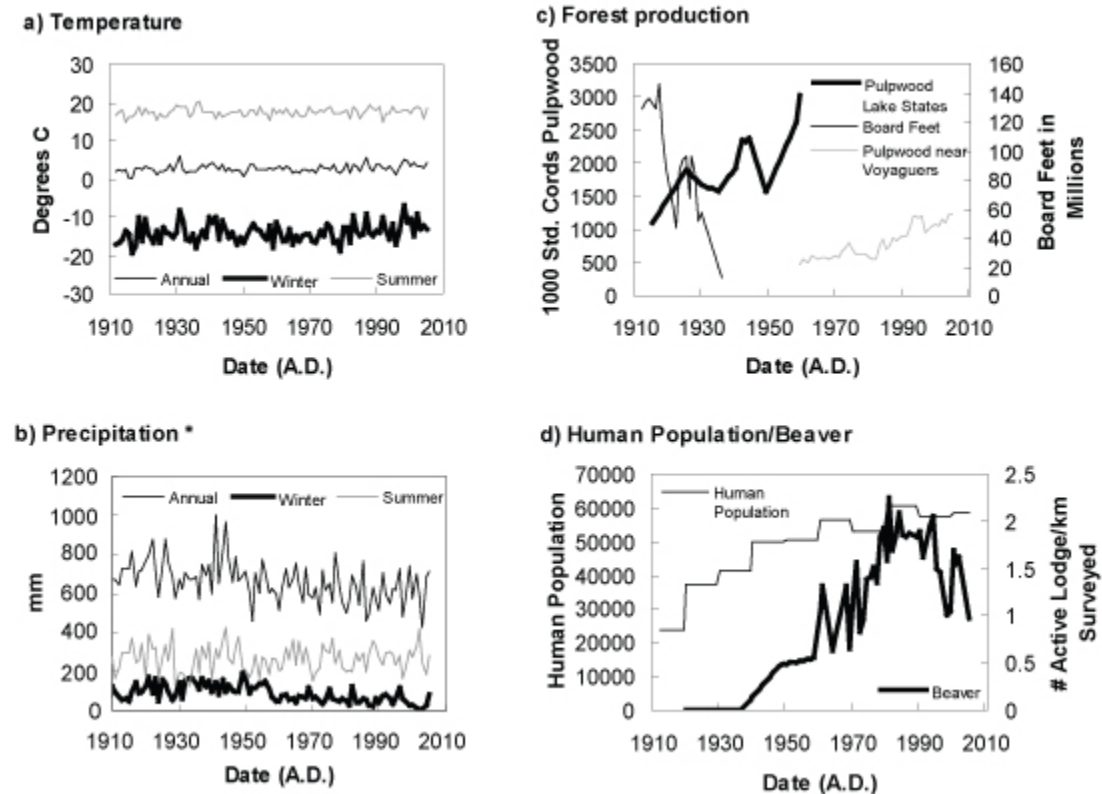 a) Temperature
30
20
10
0
-10
-20
-30
Degrees C
Annual Winter Summer
1910 1930 1950 1970 1990 2010
Date (A.D.)
c) Forest production
3500
3000
2500
2000
1500
1000
500
0
1000 Std. Cords Pulpwood
Pulpwood
Lake States
Board Feet
Pulpwood near
Voyaguers
160
140
120
100
80
60
40
20
0
Board Feet in
Millions
1910 1930 1950 1970 1990 2010
Date (A.D.)
b) Precipitation *
1200
1000
800
600
400
200
0
mm
Annual Winter Summer
1910 1930 1950 1970 1990 2010
Date (A.D.)
d) Human Population/Beaver
70000
60000
50000
40000
30000
20000
10000
0
Human Population
Human
Population
Beaver
2.5
2
1.5
1
0.5
0
# Active Lodge/km
Surveyed
1910 1930 1950 1970 1990 2010
Date (A.D.)